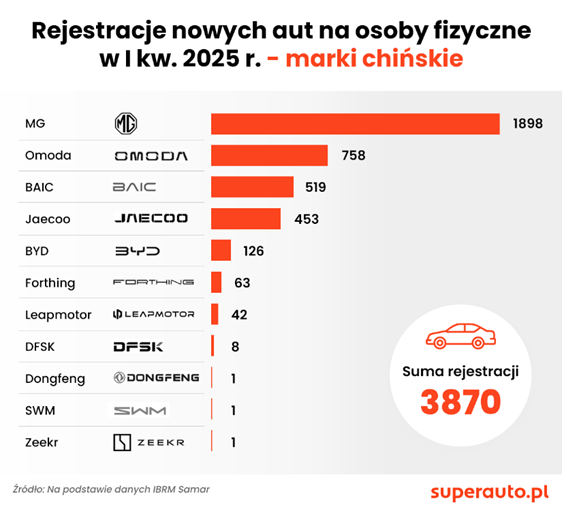 Rejestracje nowych aut na osoby fizyczne
w I kw. 2025 r. - marki chińskie
MG MG 1898
Omoda OMODA 758
BAIC BAIC 519
Jaecoo JAECOO 453
BYD BYD 126
Forthing FORTHING 63
Leapmotor LEAPMOTOR 42
DFSK DFSK 8
Dongfeng DONGFENG 1
SWM SWM 1
Zeekr ZEEKR 1
Suma rejestracji
3870
Źródło: Na podstawie danych IBRM Samar
superauto.pl